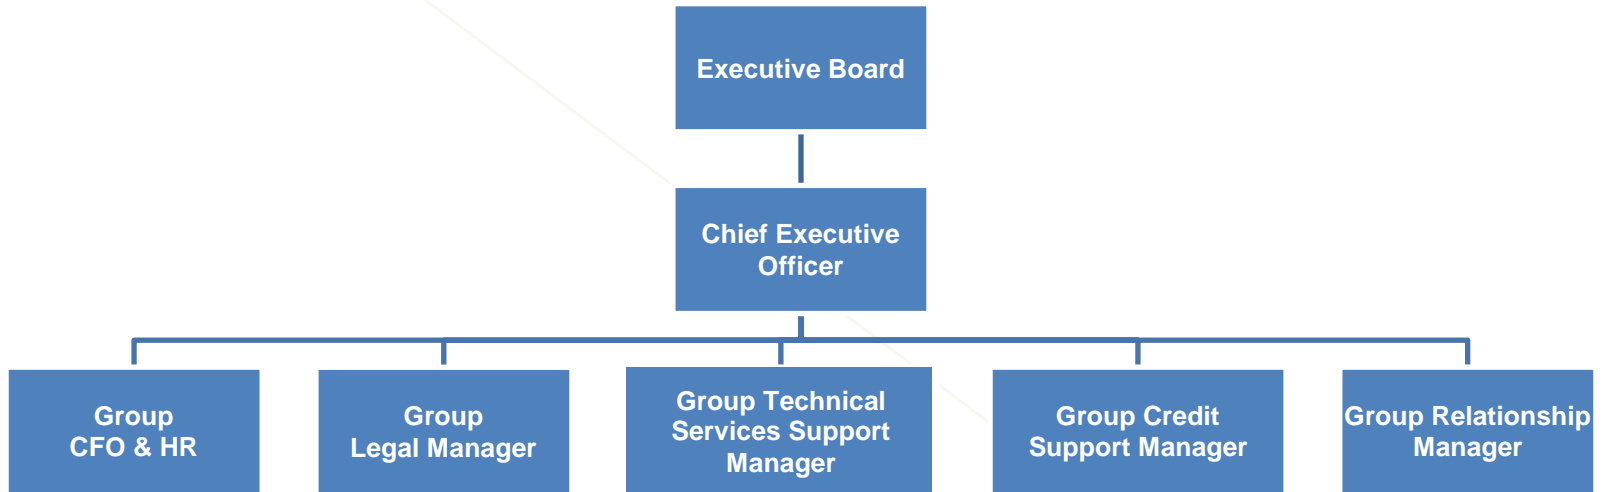 Executive Board
Chief Executive
Officer
Group
CFO & HR
Group
Legal Manager
Group Technical
Services Support
Manager
Group Credit
Support Manager
Group Relationship
Manager